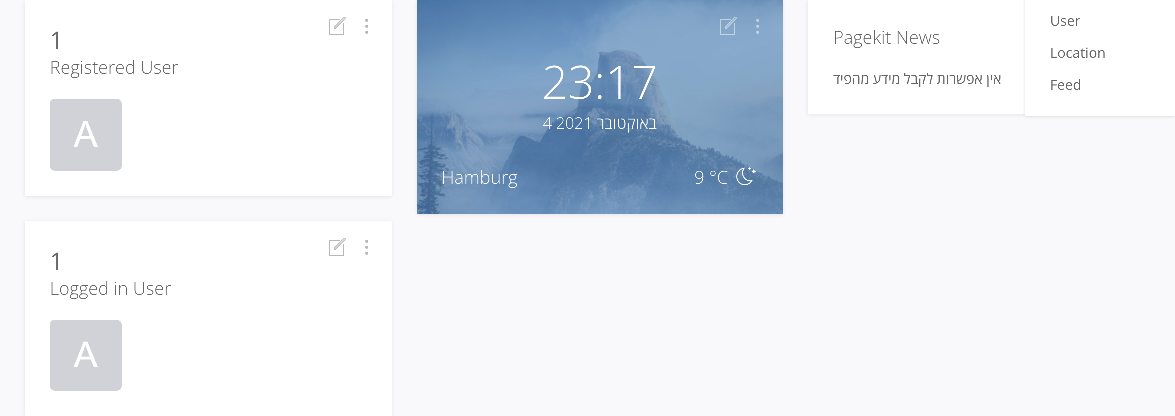 1
Registered User
A
1
Logged in User
A
23:17
4 באוקטובר 2021
Hamburg
9 °C
Pagekit News
אין אפשרות לקבל מידע מהפיד
User
Location
Feed